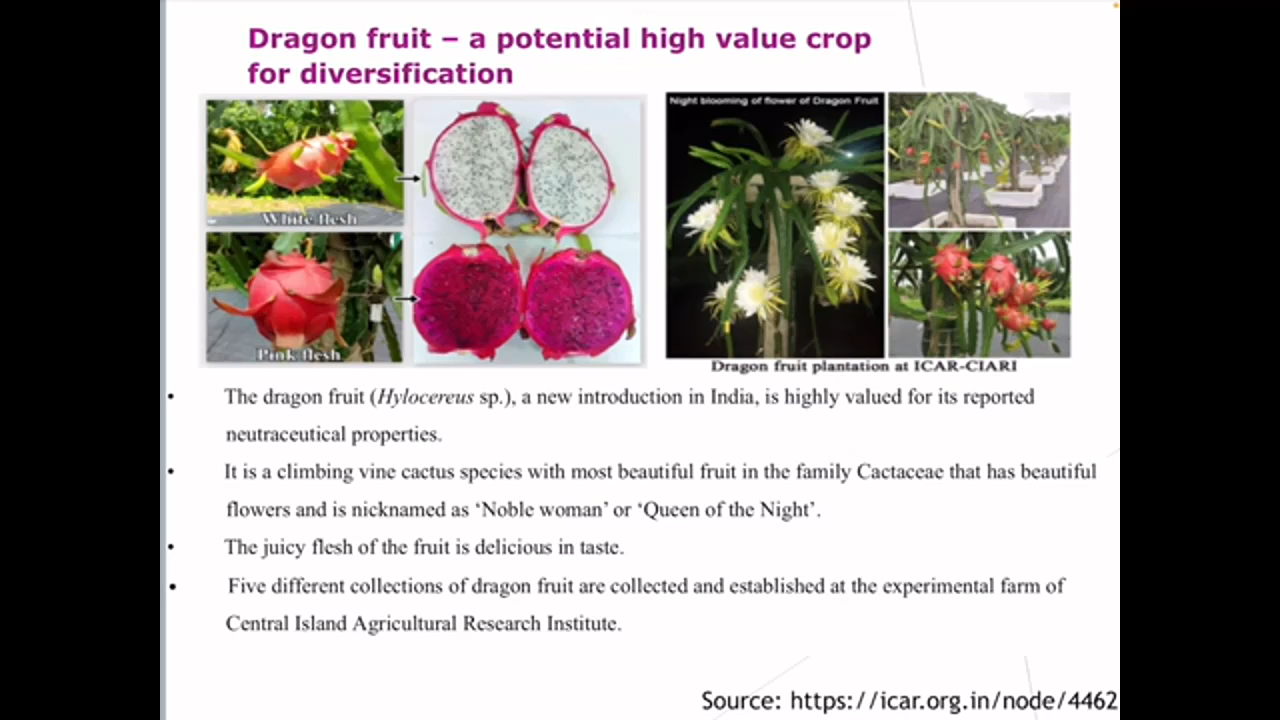 Dragon fruit – a potential high value crop
for diversification
White flesh
Pink flesh
Night blooming of flower of Dragon Fruit
Dragon fruit plantation at ICAR-CIARI
• The dragon fruit (Hylocereus sp.), a new introduction in India, is highly valued for its reported
neutraceutical properties.
• It is a climbing vine cactus species with most beautiful fruit in the family Cactaceae that has beautiful
flowers and is nicknamed as ‘Noble woman’ or ‘Queen of the Night’.
• The juicy flesh of the fruit is delicious in taste.
• Five different collections of dragon fruit are collected and established at the experimental farm of
Central Island Agricultural Research Institute.
Source: https://icar.org.in/node/4462